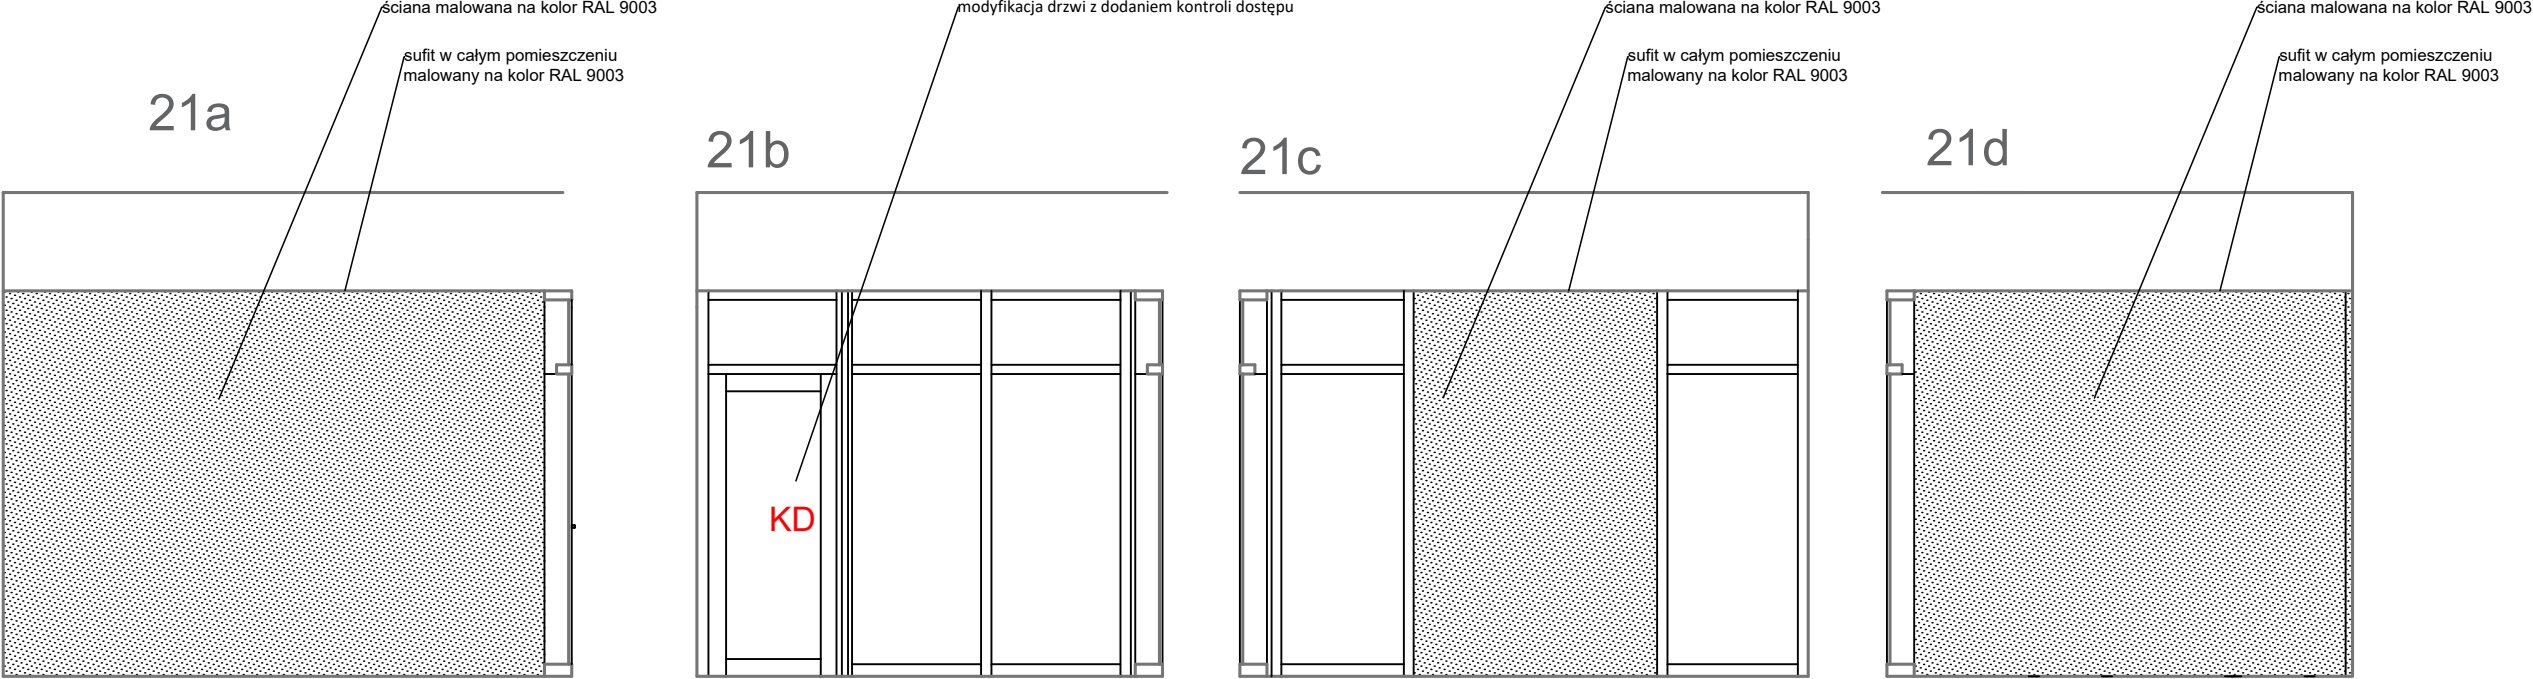 ściana malowana na kolor RAL 9003
modyfikacja drzwi z dodaniem kontroli dostępu
ściana malowana na kolor RAL 9003
ściana malowana na kolor RAL 9003
sufit w całym pomieszczeniu
malowany na kolor RAL 9003
sufit w całym pomieszczeniu
malowany na kolor RAL 9003
sufit w całym pomieszczeniu
malowany na kolor RAL 9003
21a
21b
21c
21d
KD